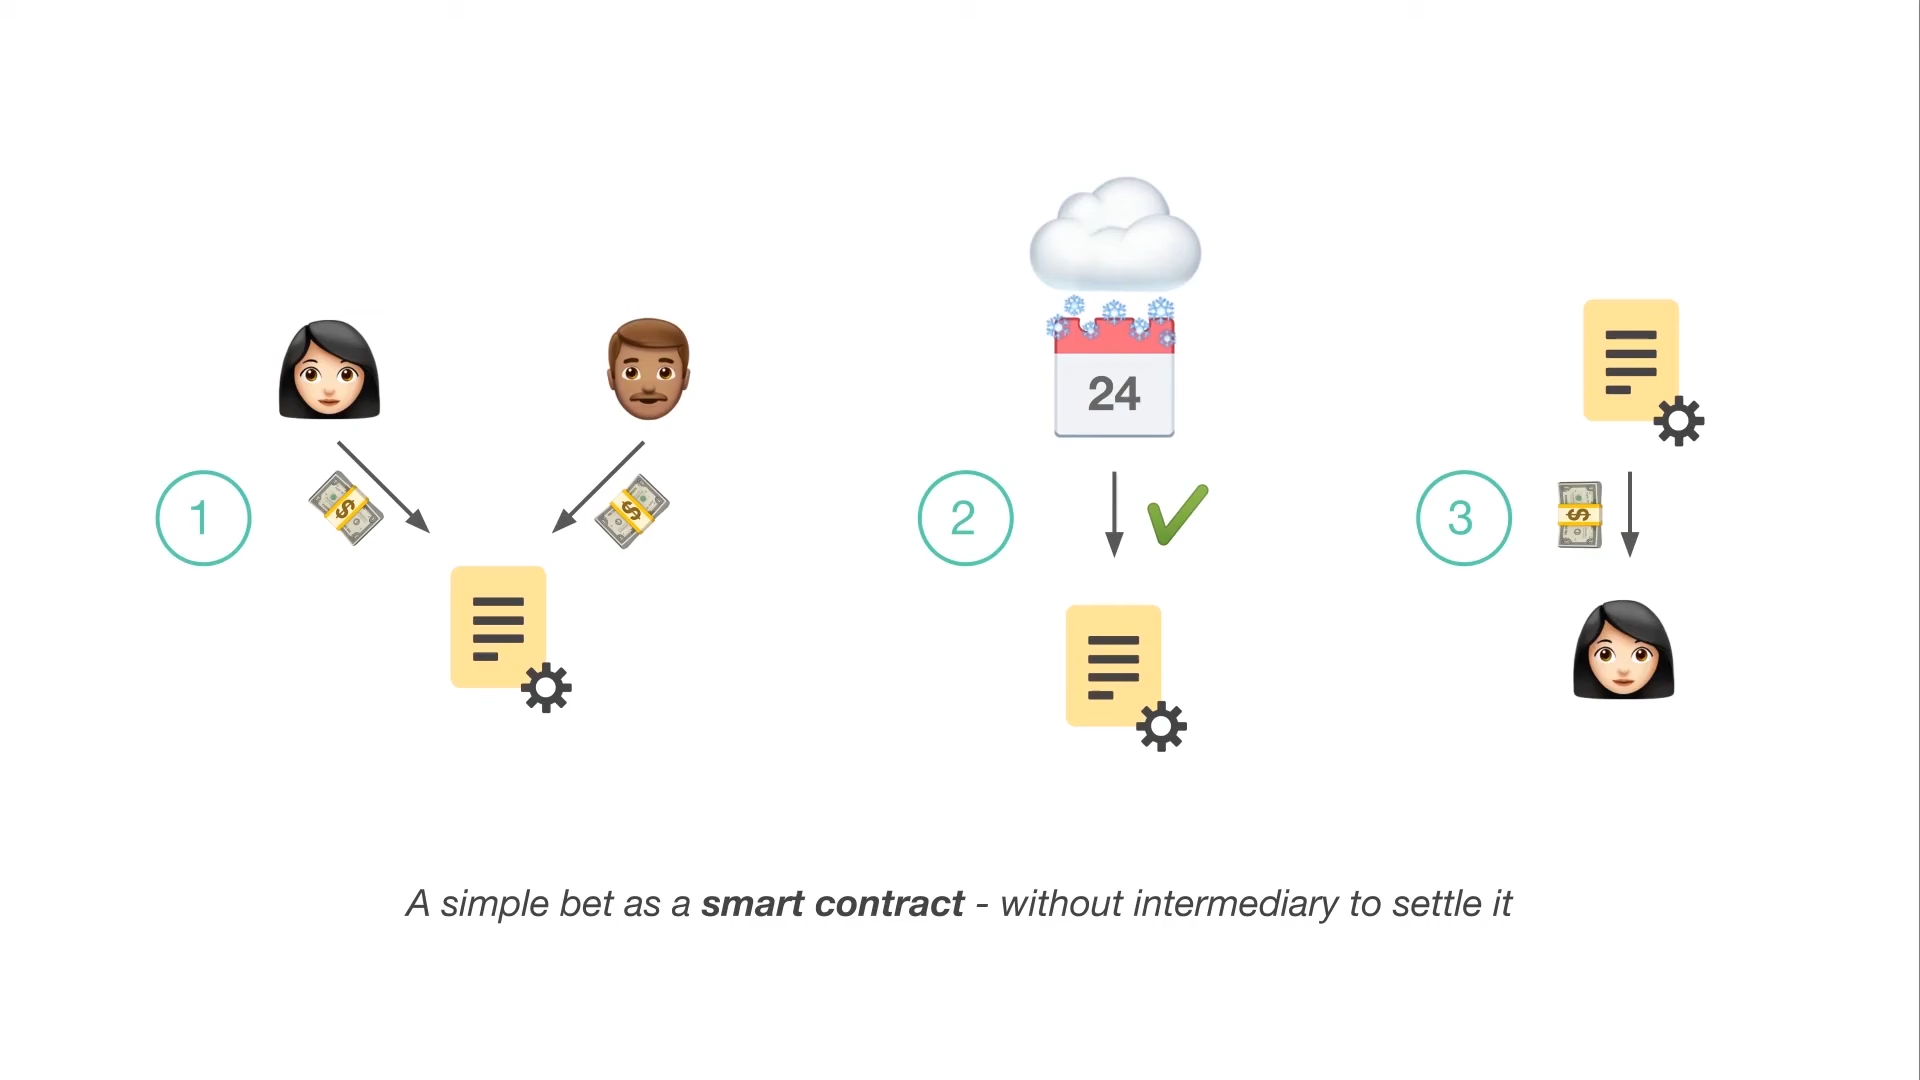 24
1
2
3
A simple bet as a smart contract - without intermediary to settle it